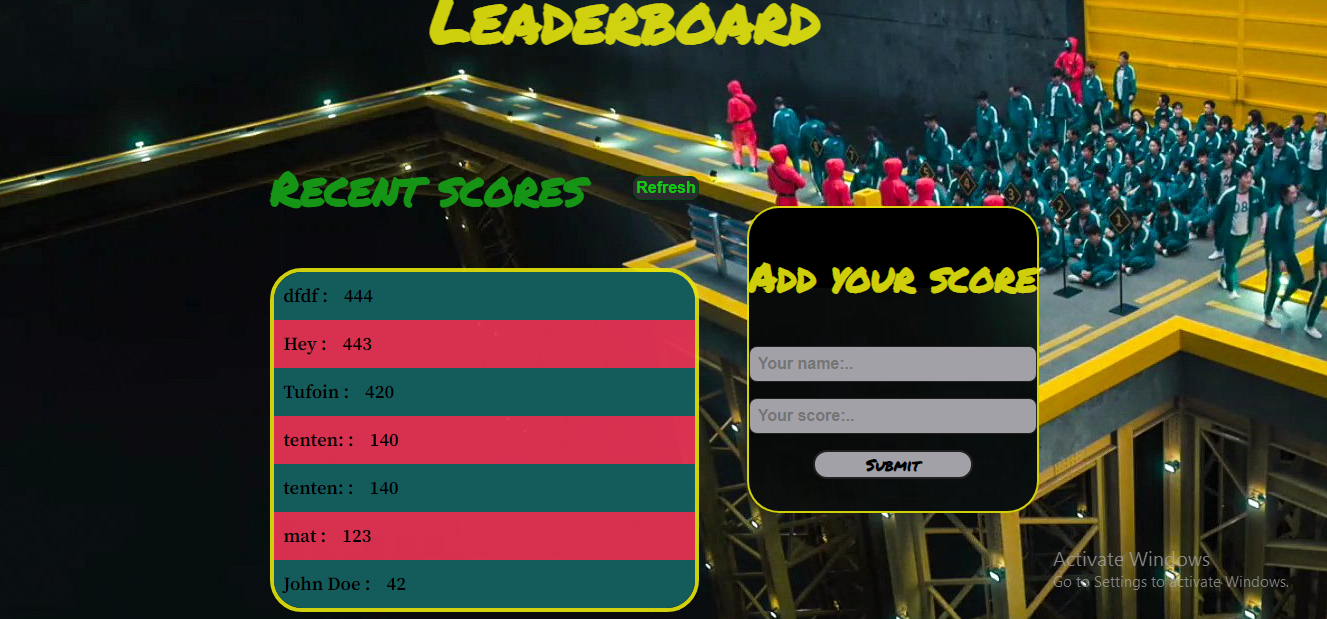 Leaderboard
Recent scores
Refresh
dfdf : 444
Hey : 443
Tufoin : 420
tenten: : 140
tenten: : 140
mat : 123
John Doe : 42
Add your score
Your name:..
Your score:..
Submit
Activate Windows
Go to Settings to activate Windows.